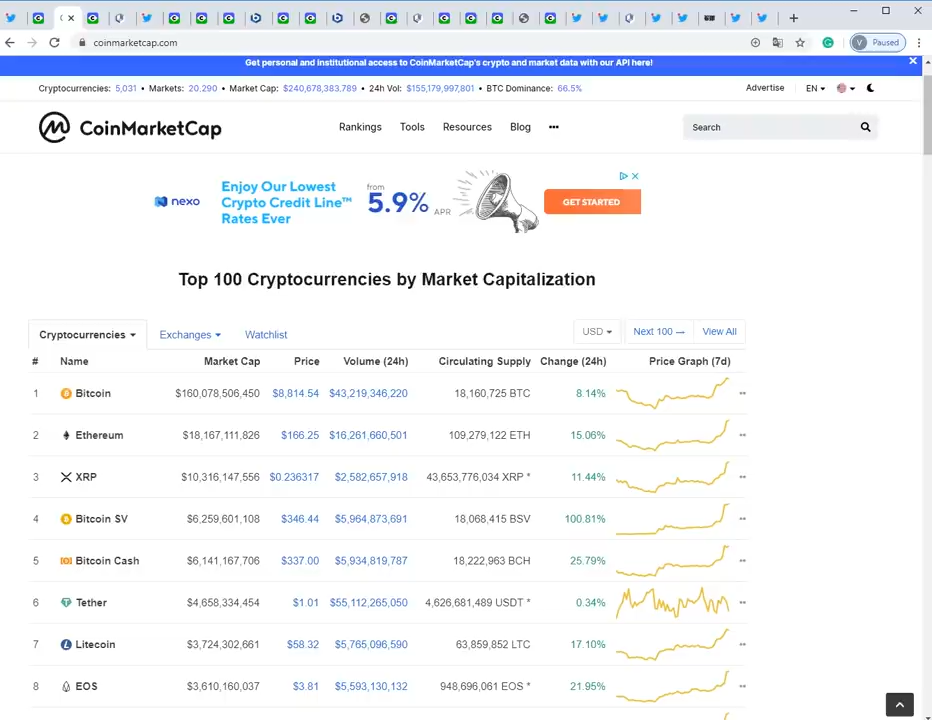 V Paused
coinmarketcap.com
Get personal and institutional access to CoinMarketCap's crypto and market data with our API here!
Cryptocurrencies: 5,031 • Markets: 20,290 • Market Cap: $240,678,383,789 • 24h Vol: $155,179,997,801 • BTC Dominance: 66.5% Advertise EN
CoinMarketCap Rankings Tools Resources Blog ••• Search
nexo Enjoy Our Lowest
Crypto Credit Line™
Rates Ever
from
5.9% APR
GET STARTED
Top 100 Cryptocurrencies by Market Capitalization
Cryptocurrencies Exchanges Watchlist USD Next 100 → View All
# Name Market Cap Price Volume (24h) Circulating Supply Change (24h) Price Graph (7d)
1 Bitcoin $160,078,506,450 $8,814.54 $43,219,346,220 18,160,725 BTC 8.14%
2 Ethereum $18,167,111,826 $166.25 $16,261,660,501 109,279,122 ETH 15.06%
3 XRP $10,316,147,556 $0.236317 $2,582,657,918 43,653,776,034 XRP * 11.44%
4 Bitcoin SV $6,259,601,108 $346.44 $5,964,873,691 18,068,415 BSV 100.81%
5 Bitcoin Cash $6,141,167,706 $337.00 $5,934,819,787 18,222,963 BCH 25.79%
6 Tether $4,658,334,454 $1.01 $55,112,265,050 4,626,681,489 USDT * 0.34%
7 Litecoin $3,724,302,661 $58.32 $5,765,096,590 63,859,852 LTC 17.10%
8 EOS $3,610,160,037 $3.81 $5,593,130,132 948,696,061 EOS * 21.95%